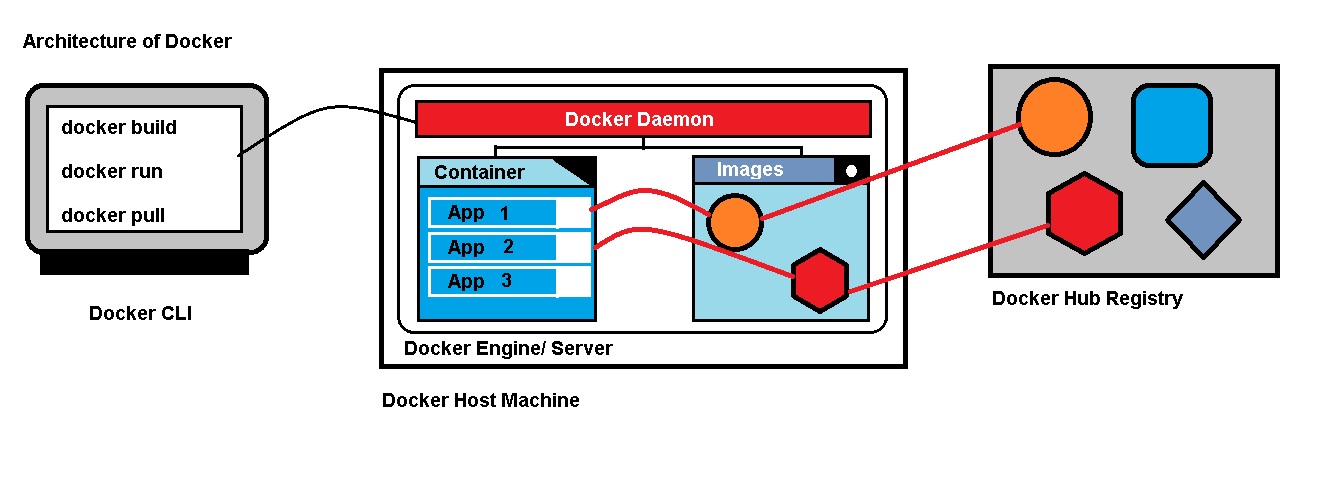 Architecture of Docker
docker build
docker run
docker pull
Docker CLI
Docker Daemon
Container
App 1
App 2
App 3
Images
Docker Engine/ Server
Docker Host Machine
Docker Hub Registry